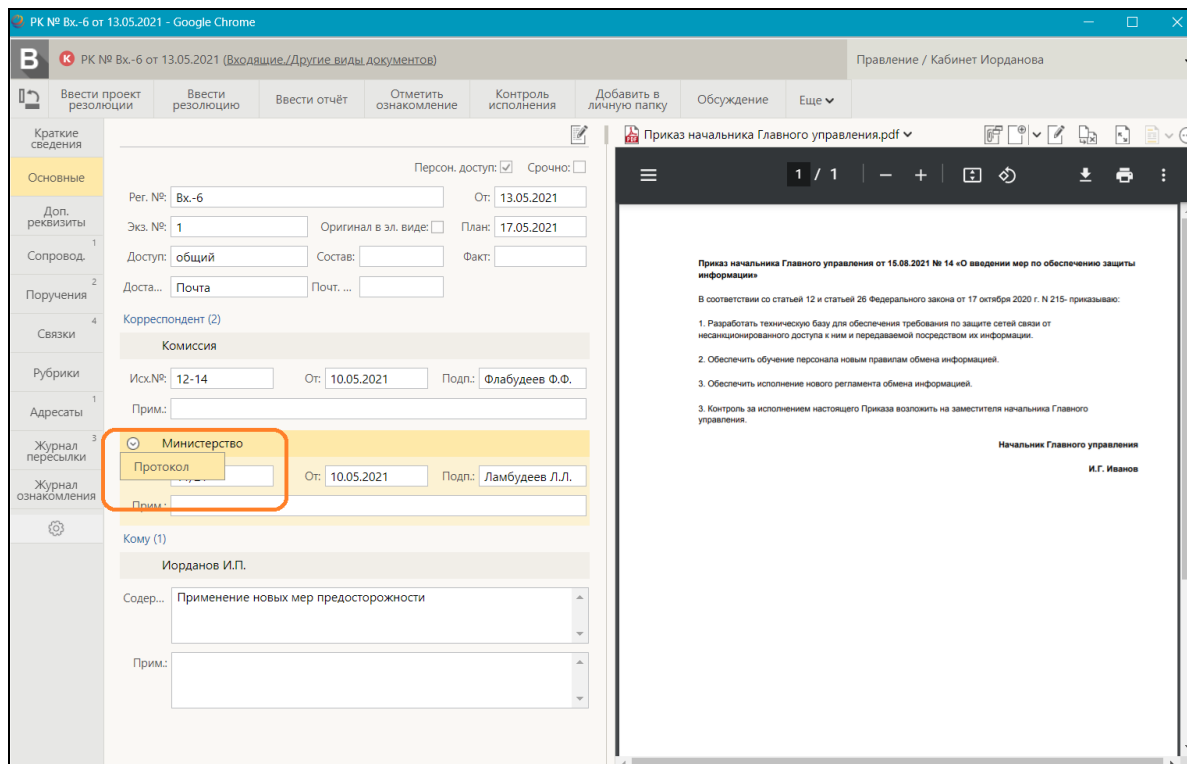 РК № Вх.-6 от 13.05.2021 - Google Chrome
В
К РК № Вх.-6 от 13.05.2021 (Входящие./Другие виды документов)
Правление / Кабинет Иорданова
Ввести проект резолюции
Ввести резолюцию
Ввести отчёт
Отметить ознакомление
Контроль исполнения
Добавить в личную папку
Обсуждение
Еще
Краткие сведения
Основные
Доп. реквизиты
Сопровод. 1
Поручения 2
Связки 4
Рубрики
Адресаты 1
Журнал пересылки 3
Журнал ознакомления
Персон. доступ: Срочно:
Рег. №: Вх.-6 От: 13.05.2021
Экз. №: 1 Оригинал в эл. виде: План: 17.05.2021
Доступ: общий Состав: Факт:
Доста... Почта Почт. ...
Корреспондент (2)
Комиссия
Исх.№: 12-14 От: 10.05.2021 Подп.: Флабудеев Ф.Ф.
Прим.:
Министерство
Протокол
От: 10.05.2021 Подп.: Ламбудеев Л.Л.
Прим.:
Кому (1)
Иорданов И.П.
Содер... Применение новых мер предосторожности
Прим.:
PDF Приказ начальника Главного управления.pdf
1 / 1
Приказ начальника Главного управления от 15.08.2021 № 14 «О введении мер по обеспечению защиты
информации»
В соответствии со статьей 12 и статьей 26 Федерального закона от 17 октября 2020 г. N 215- приказываю:
1. Разработать техническую базу для обеспечения требования по защите сетей связи от
несанкционированного доступа к ним и передаваемой посредством их информации.
2. Обеспечить обучение персонала новым правилам обмена информацией.
3. Обеспечить исполнение нового регламента обмена информацией.
3. Контроль за исполнением настоящего Приказа возложить на заместителя начальника Главного
управления.
Начальник Главного управления
И.Г. Иванов